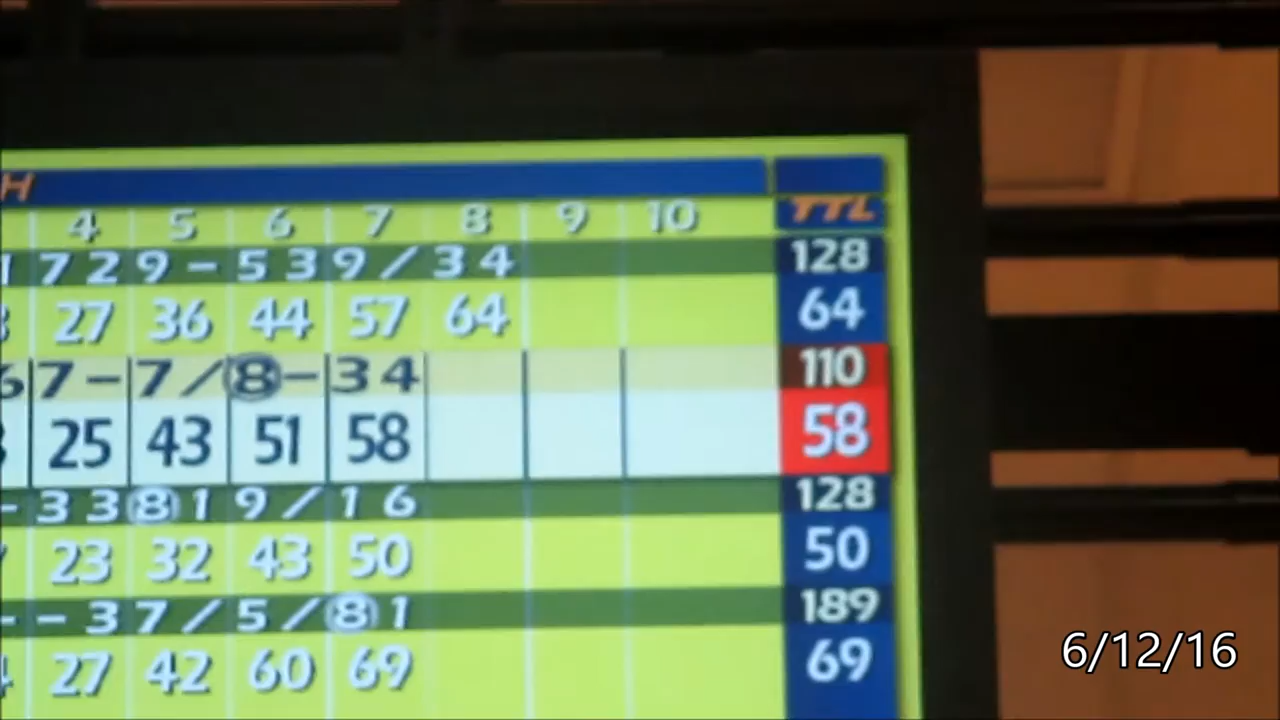 H
4 5 6 7 8 9 10 TTL
1 7 2 9 - 5 3 9 / 3 4 128
27 36 44 57 64 64
6 7 - 7 / 8 - 3 4 110
25 43 51 58 58
- 3 3 8 1 9 / 1 6 128
23 32 43 50 50
- - 3 7 / 5 / 8 1 189
27 42 60 69 69
6/12/16